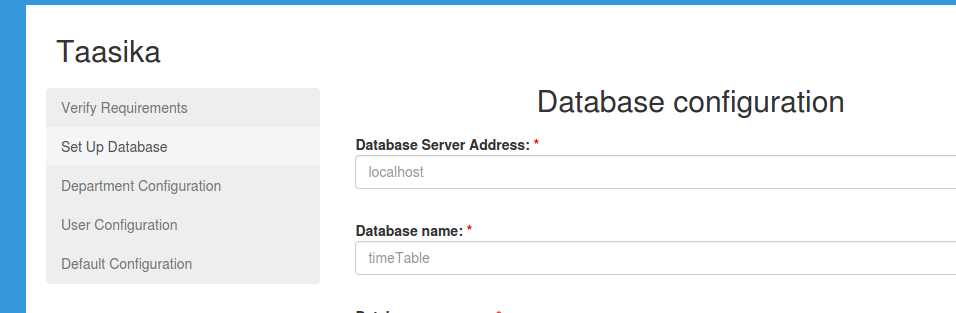 Taasika
Verify Requirements
Set Up Database
Department Configuration
User Configuration
Default Configuration
Database configuration
Database Server Address: *
localhost
Database name: *
timeTable